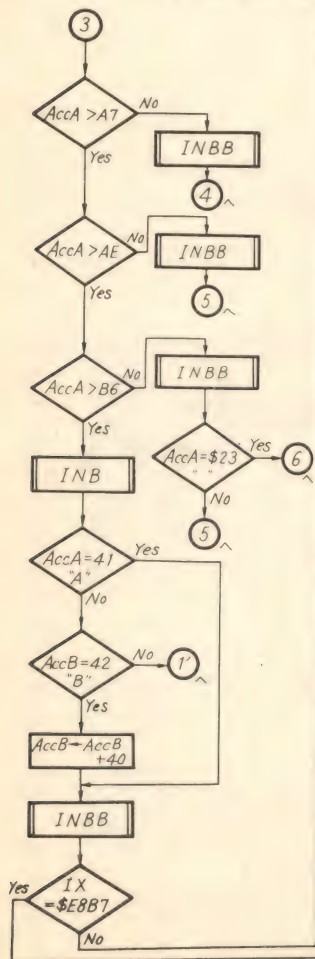 3
AccA>A7
No
Yes
INBB
4
AccA>AE
No
Yes
INBB
5
AccA>B6
No
Yes
INBB
INB
AccA=$23
" "
Yes
6
No
5
AccA=41
"A"
Yes
No
AccB=42
"B"
No
1'
Yes
AccB←AccB
+40
INBB
IX
=$E8B7
Yes
No